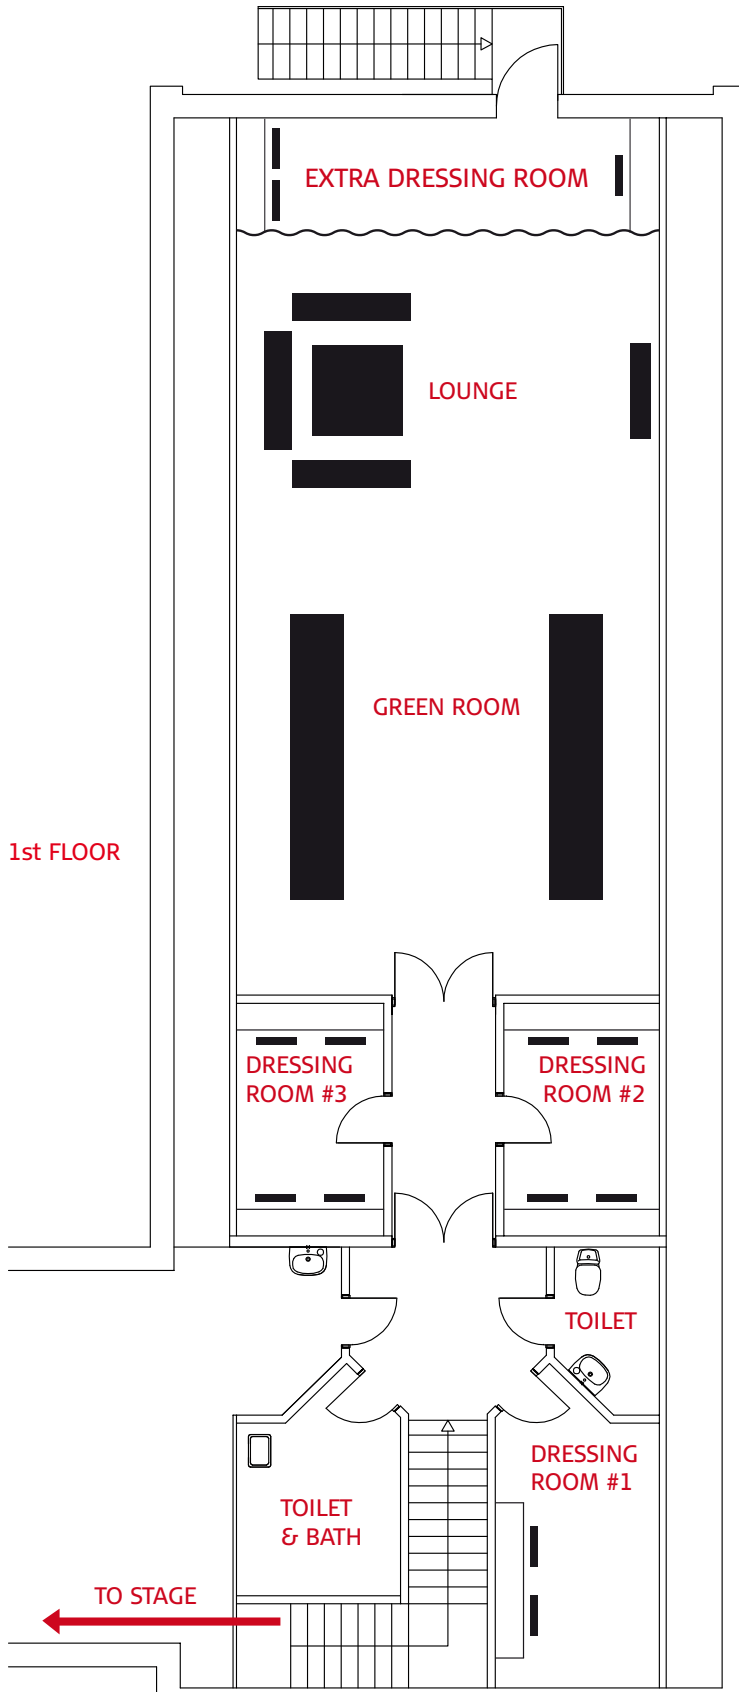 EXTRA DRESSING ROOM
LOUNGE
GREEN ROOM
1st FLOOR
DRESSING
ROOM #3
DRESSING
ROOM #2
TOILET
DRESSING
ROOM #1
TOILET
& BATH
TO STAGE